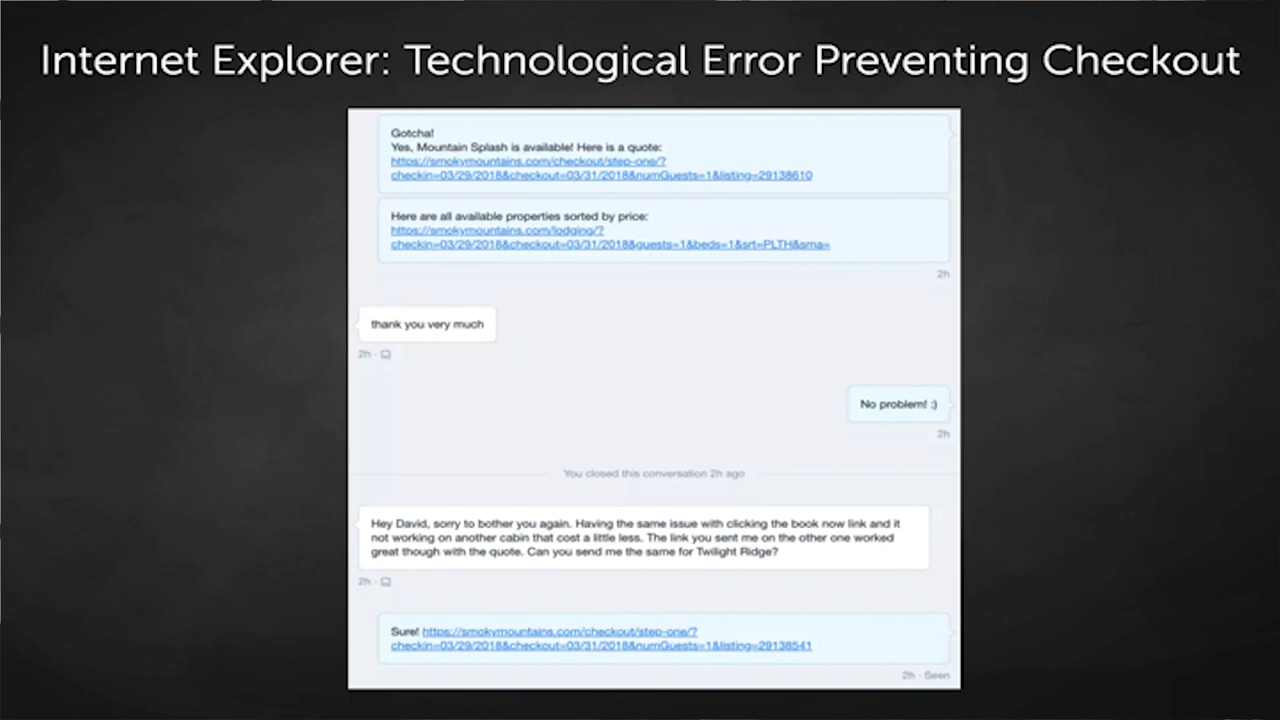 Internet Explorer: Technological Error Preventing Checkout
Gotcha!
Yes, Mountain Splash is available! Here is a quote:
https://smokymountains.com/checkout/step-one/?
checkin=03/29/2018&checkout=03/31/2018&numGuests=1&listing=29138610
Here are all available properties sorted by price:
https://smokymountains.com/lodging/?
checkin=03/29/2018&checkout=03/31/2018&guests=1&beds=1&srt=PLTH&sma=
2h
thank you very much
2h ·
No problem! :)
2h
You closed this conversation 2h ago
Hey David, sorry to bother you again. Having the same issue with clicking the book now link and it
not working on another cabin that cost a little less. The link you sent me on the other one worked
great though with the quote. Can you send me the same for Twilight Ridge?
2h ·
Sure! https://smokymountains.com/checkout/step-one/?
checkin=03/29/2018&checkout=03/31/2018&numGuests=1&listing=29138541
2h · Seen